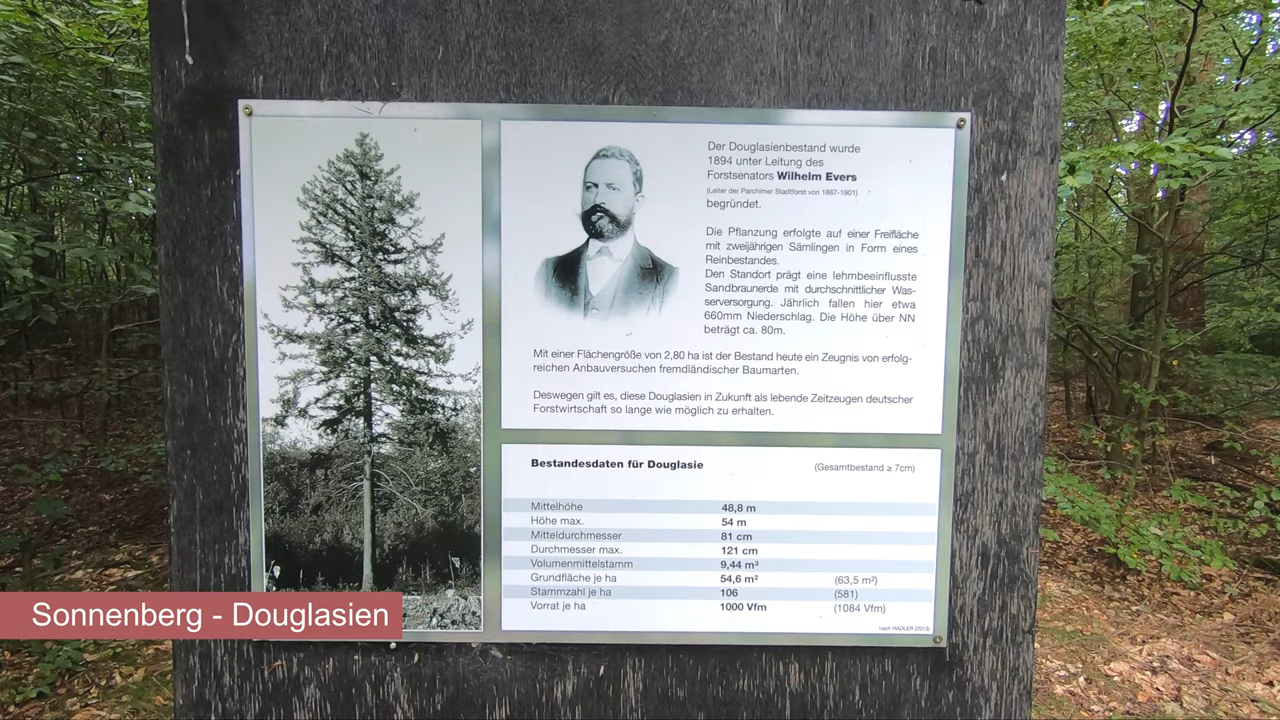 Der Douglasienbestand wurde
1894 unter Leitung des
Forstsenators Wilhelm Evers
(Leiter der Parchimer Stadtforst von 1867-1901)
begründet.
Die Pflanzung erfolgte auf einer Freifläche
mit zweijährigen Sämlingen in Form eines
Reinbestandes.
Den Standort prägt eine lehmbeeinflusste
Sandbraunerde mit durchschnittlicher Was-
serversorgung. Jährlich fallen hier etwa
660mm Niederschlag. Die Höhe über NN
beträgt ca. 80m.
Mit einer Flächengröße von 2,80 ha ist der Bestand heute ein Zeugnis von erfolg-
reichen Anbauversuchen fremdländischer Baumarten.
Deswegen gilt es, diese Douglasien in Zukunft als lebende Zeitzeugen deutscher
Forstwirtschaft so lange wie möglich zu erhalten.
Bestandesdaten für Douglasie (Gesamtbestand ≥ 7cm)
Mittelhöhe 48,8 m
Höhe max. 54 m
Mitteldurchmesser 81 cm
Durchmesser max. 121 cm
Volumenmittelstamm 9,44 m³
Grundfläche je ha 54,6 m² (63,5 m²)
Stammzahl je ha 106 (581)
Vorrat je ha 1000 Vfm (1084 Vfm)
nach HADLER (2013)
Sonnenberg - Douglasien